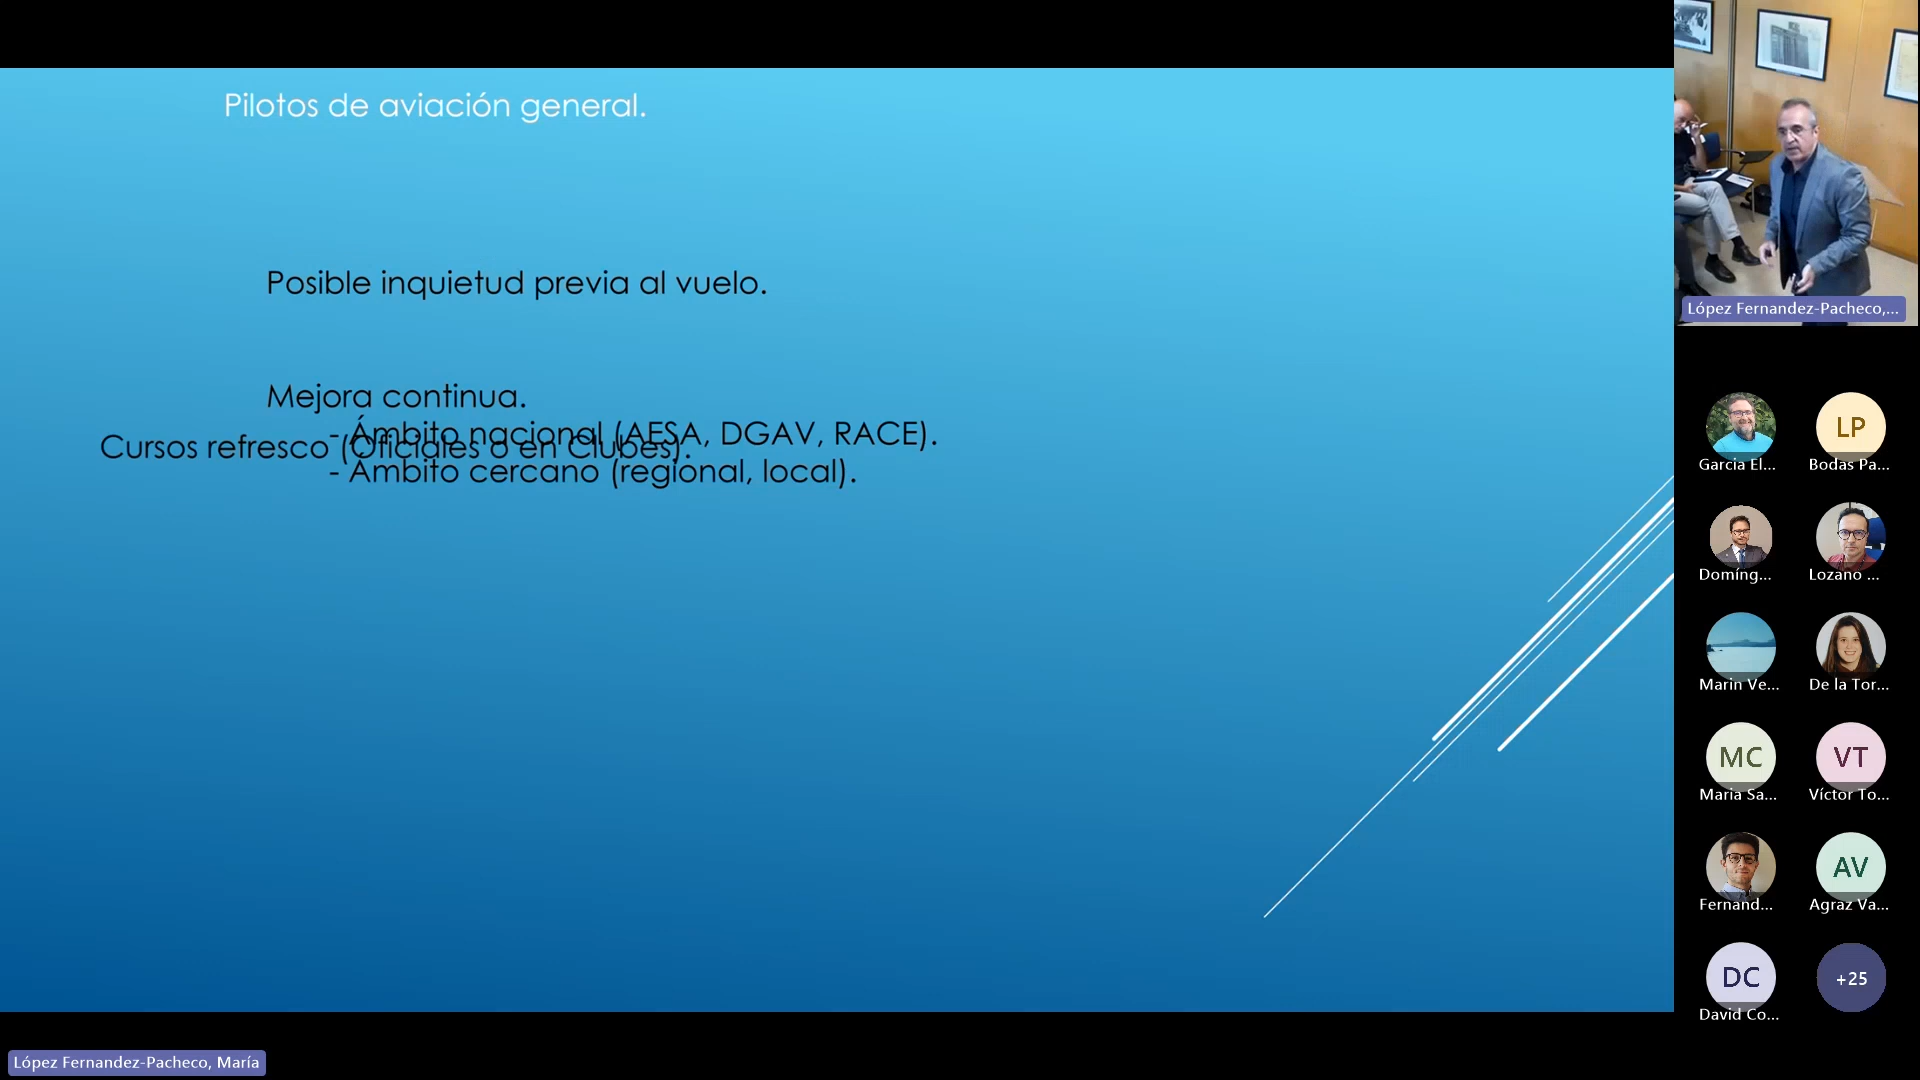 Pilotos de aviación general.
Posible inquietud previa al vuelo.
Mejora continua.
- Ámbito nacional (AESA, DGAV, RACE).
Cursos refresco (Oficiales o en Clubes).
- Ámbito cercano (regional, local).
López Fernandez-Pacheco,...
Garcia El...
LP
Bodas Pa...
Domíng...
Lozano ...
Marin Ve...
De la Tor...
MC
Maria Sa...
VT
Víctor To...
Fernand...
AV
Agraz Va...
DC
David Co...
+25
López Fernandez-Pacheco, María